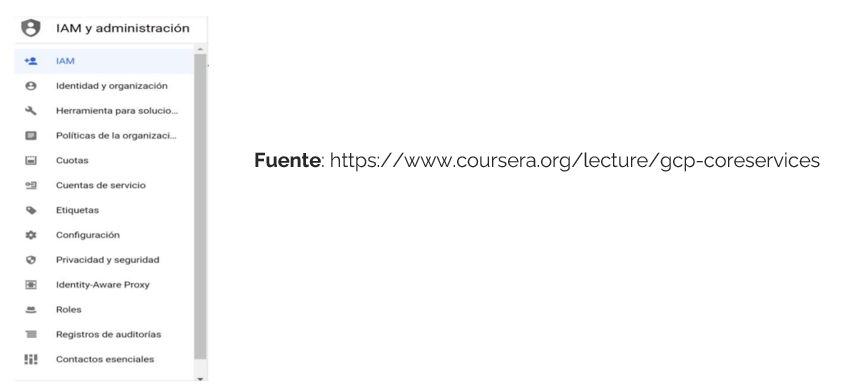 IAM y administración
IAM
Identidad y organización
Herramienta para solucio...
Políticas de la organizaci...
Cuotas
Cuentas de servicio
Etiquetas
Configuración
Privacidad y seguridad
Identity-Aware Proxy
Roles
Registros de auditorías
Contactos esenciales
Fuente: https://www.coursera.org/lecture/gcp-coreservices